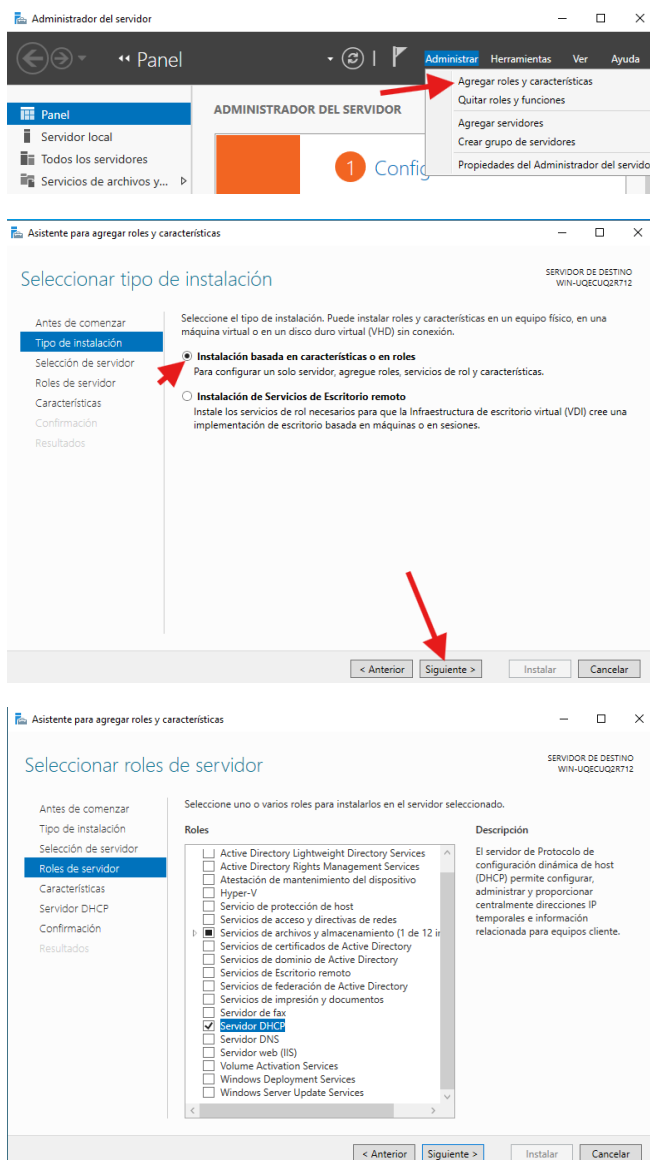 Administrador del servidor
Panel
Administrar Herramientas Ver Ayuda
Agregar roles y características
Quitar roles y funciones
Agregar servidores
Crear grupo de servidores
Propiedades del Administrador del servido
Panel
Servidor local
Todos los servidores
Servicios de archivos y...
ADMINISTRADOR DEL SERVIDOR
1 Config
Asistente para agregar roles y características
Seleccionar tipo de instalación
SERVIDOR DE DESTINO
WIN-UQECUQ2R712
Antes de comenzar
Tipo de instalación
Selección de servidor
Roles de servidor
Características
Confirmación
Resultados
Seleccione el tipo de instalación. Puede instalar roles y características en un equipo físico, en una
máquina virtual o en un disco duro virtual (VHD) sin conexión.
Instalación basada en características o en roles
Para configurar un solo servidor, agregue roles, servicios de rol y características.
Instalación de Servicios de Escritorio remoto
Instale los servicios de rol necesarios para que la Infraestructura de escritorio virtual (VDI) cree una
implementación de escritorio basada en máquinas o en sesiones.
< Anterior Siguiente > Instalar Cancelar
Asistente para agregar roles y características
Seleccionar roles de servidor
SERVIDOR DE DESTINO
WIN-UQECUQ2R712
Antes de comenzar
Tipo de instalación
Selección de servidor
Roles de servidor
Características
Servidor DHCP
Confirmación
Resultados
Seleccione uno o varios roles para instalarlos en el servidor seleccionado.
Roles
Active Directory Lightweight Directory Services
Active Directory Rights Management Services
Atestación de mantenimiento del dispositivo
Hyper-V
Servicio de protección de host
Servicios de acceso y directivas de redes
Servicios de archivos y almacenamiento (1 de 12 in
Servicios de certificados de Active Directory
Servicios de dominio de Active Directory
Servicios de Escritorio remoto
Servicios de federación de Active Directory
Servicios de impresión y documentos
Servidor de fax
Servidor DHCP
Servidor DNS
Servidor web (IIS)
Volume Activation Services
Windows Deployment Services
Windows Server Update Services
Descripción
El servidor de Protocolo de
configuración dinámica de host
(DHCP) permite configurar,
administrar y proporcionar
centralmente direcciones IP
temporales e información
relacionada para equipos cliente.
< Anterior Siguiente > Instalar Cancelar